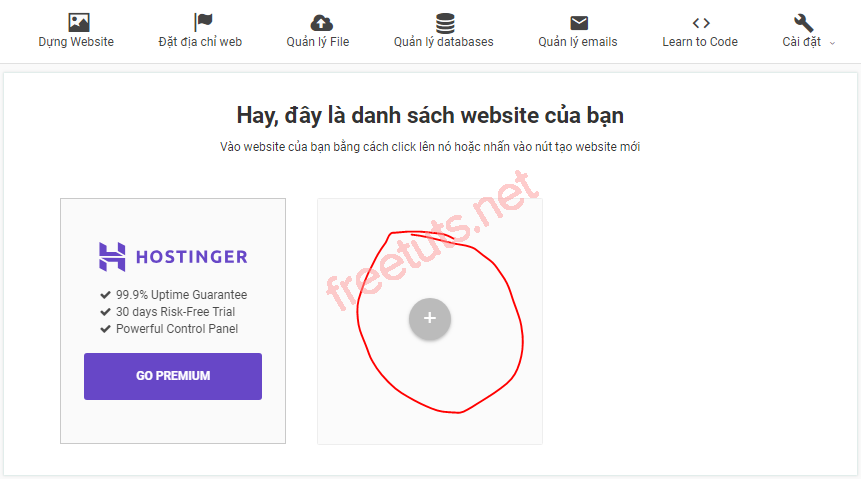 Dựng Website
Đặt địa chỉ web
Quản lý File
Quản lý databases
Quản lý emails
Learn to Code
Cài đặt
Hay, đây là danh sách website của bạn
Vào website của bạn bằng cách click lên nó hoặc nhấn vào nút tạo website mới
HOSTINGER
99.9% Uptime Guarantee
30 days Risk-Free Trial
Powerful Control Panel
GO PREMIUM
freetuts.net
+